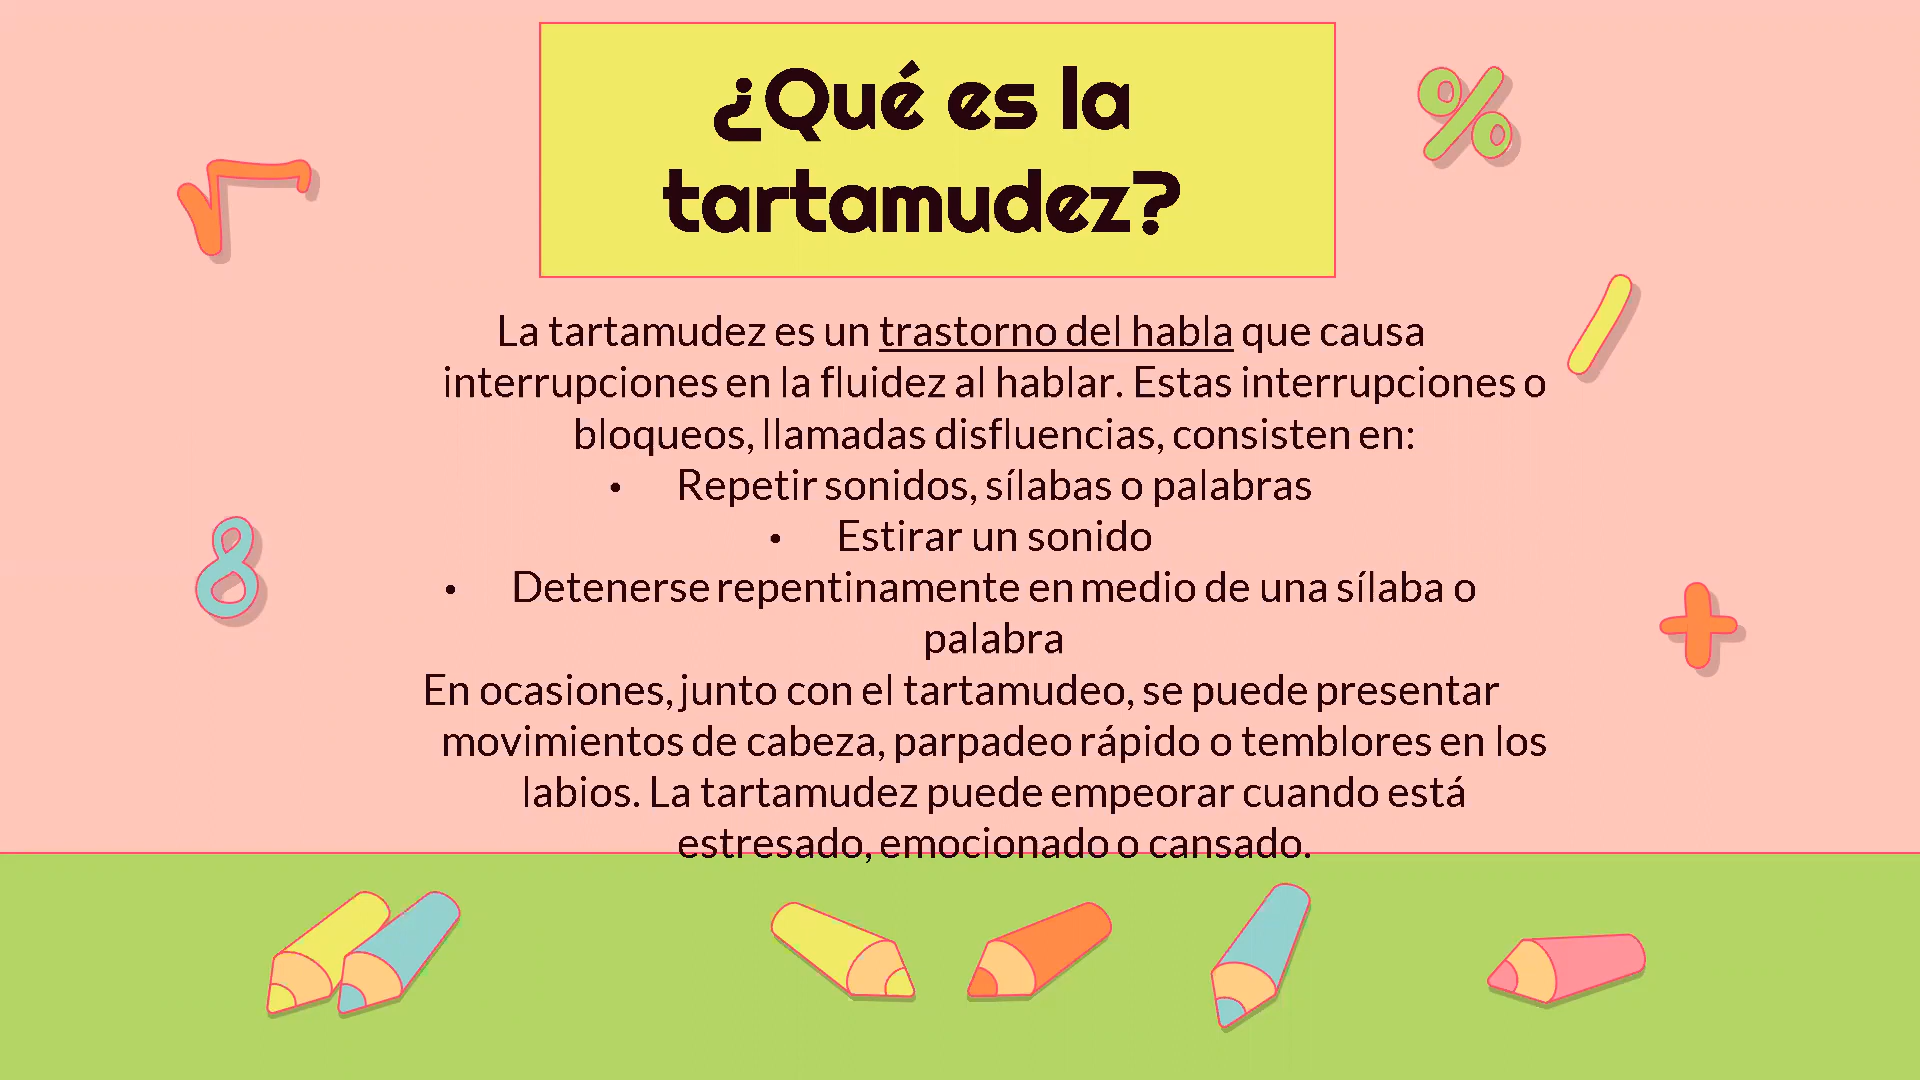 ¿Qué es la
tartamudez?
La tartamudez es un trastorno del habla que causa
interrupciones en la fluidez al hablar. Estas interrupciones o
bloqueos, llamadas disfluencias, consisten en:
• Repetir sonidos, sílabas o palabras
• Estirar un sonido
• Detenerse repentinamente en medio de una sílaba o
palabra
En ocasiones, junto con el tartamudeo, se puede presentar
movimientos de cabeza, parpadeo rápido o temblores en los
labios. La tartamudez puede empeorar cuando está
estresado, emocionado o cansado.
√
%
/
8
+